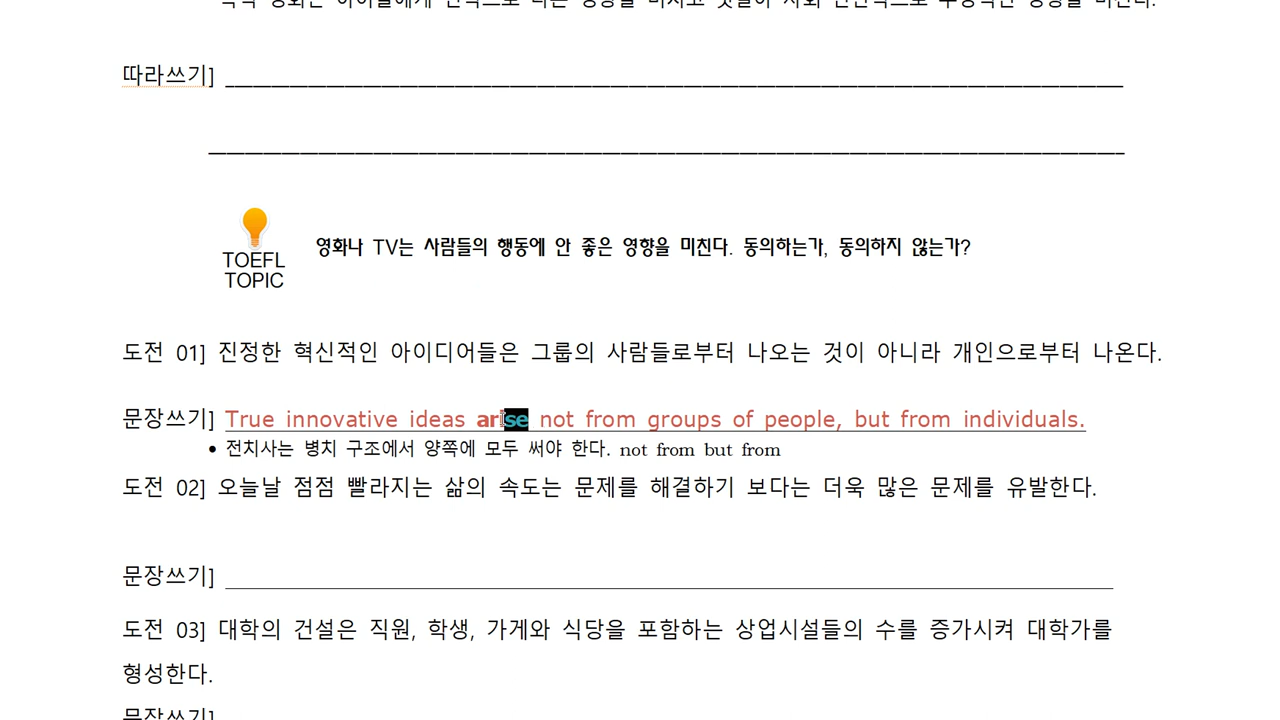 따라쓰기]
TOEFL
TOPIC
영화나 TV는 사람들의 행동에 안 좋은 영향을 미친다. 동의하는가, 동의하지 않는가?
도전 01] 진정한 혁신적인 아이디어들은 그룹의 사람들로부터 나오는 것이 아니라 개인으로부터 나온다.
문장쓰기] True innovative ideas arise not from groups of people, but from individuals.
• 전치사는 병치 구조에서 양쪽에 모두 써야 한다. not from but from
도전 02] 오늘날 점점 빨라지는 삶의 속도는 문제를 해결하기 보다는 더욱 많은 문제를 유발한다.
문장쓰기]
도전 03] 대학의 건설은 직원, 학생, 가게와 식당을 포함하는 상업시설들의 수를 증가시켜 대학가를
형성한다.
문장쓰기]